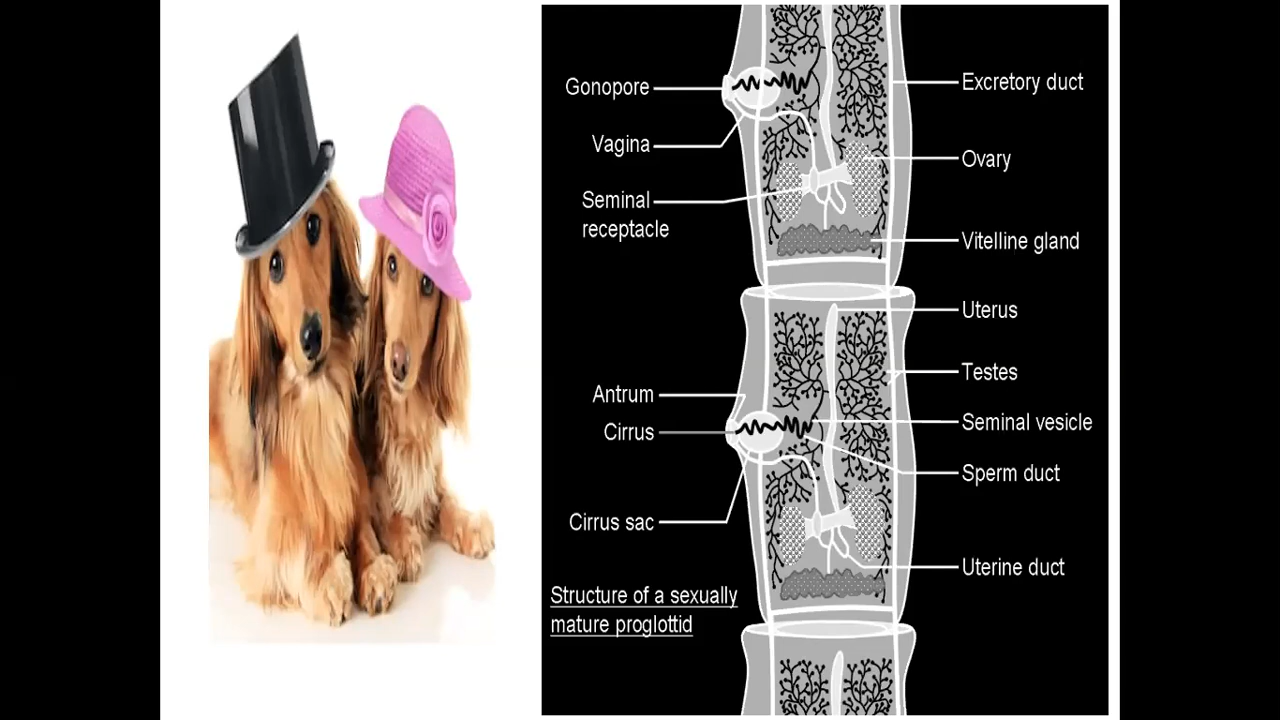 Gonopore
Vagina
Seminal
receptacle
Antrum
Cirrus
Cirrus sac
Structure of a sexually
mature proglottid
Excretory duct
Ovary
Vitelline gland
Uterus
Testes
Seminal vesicle
Sperm duct
Uterine duct